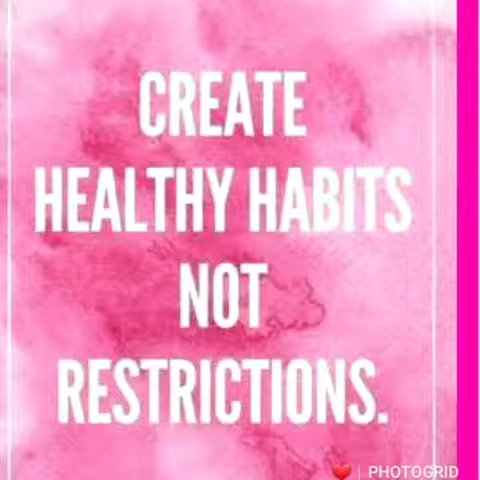 CREATE
HEALTHY HABITS
NOT
RESTRICTIONS.
❤️ | PHOTOGRID